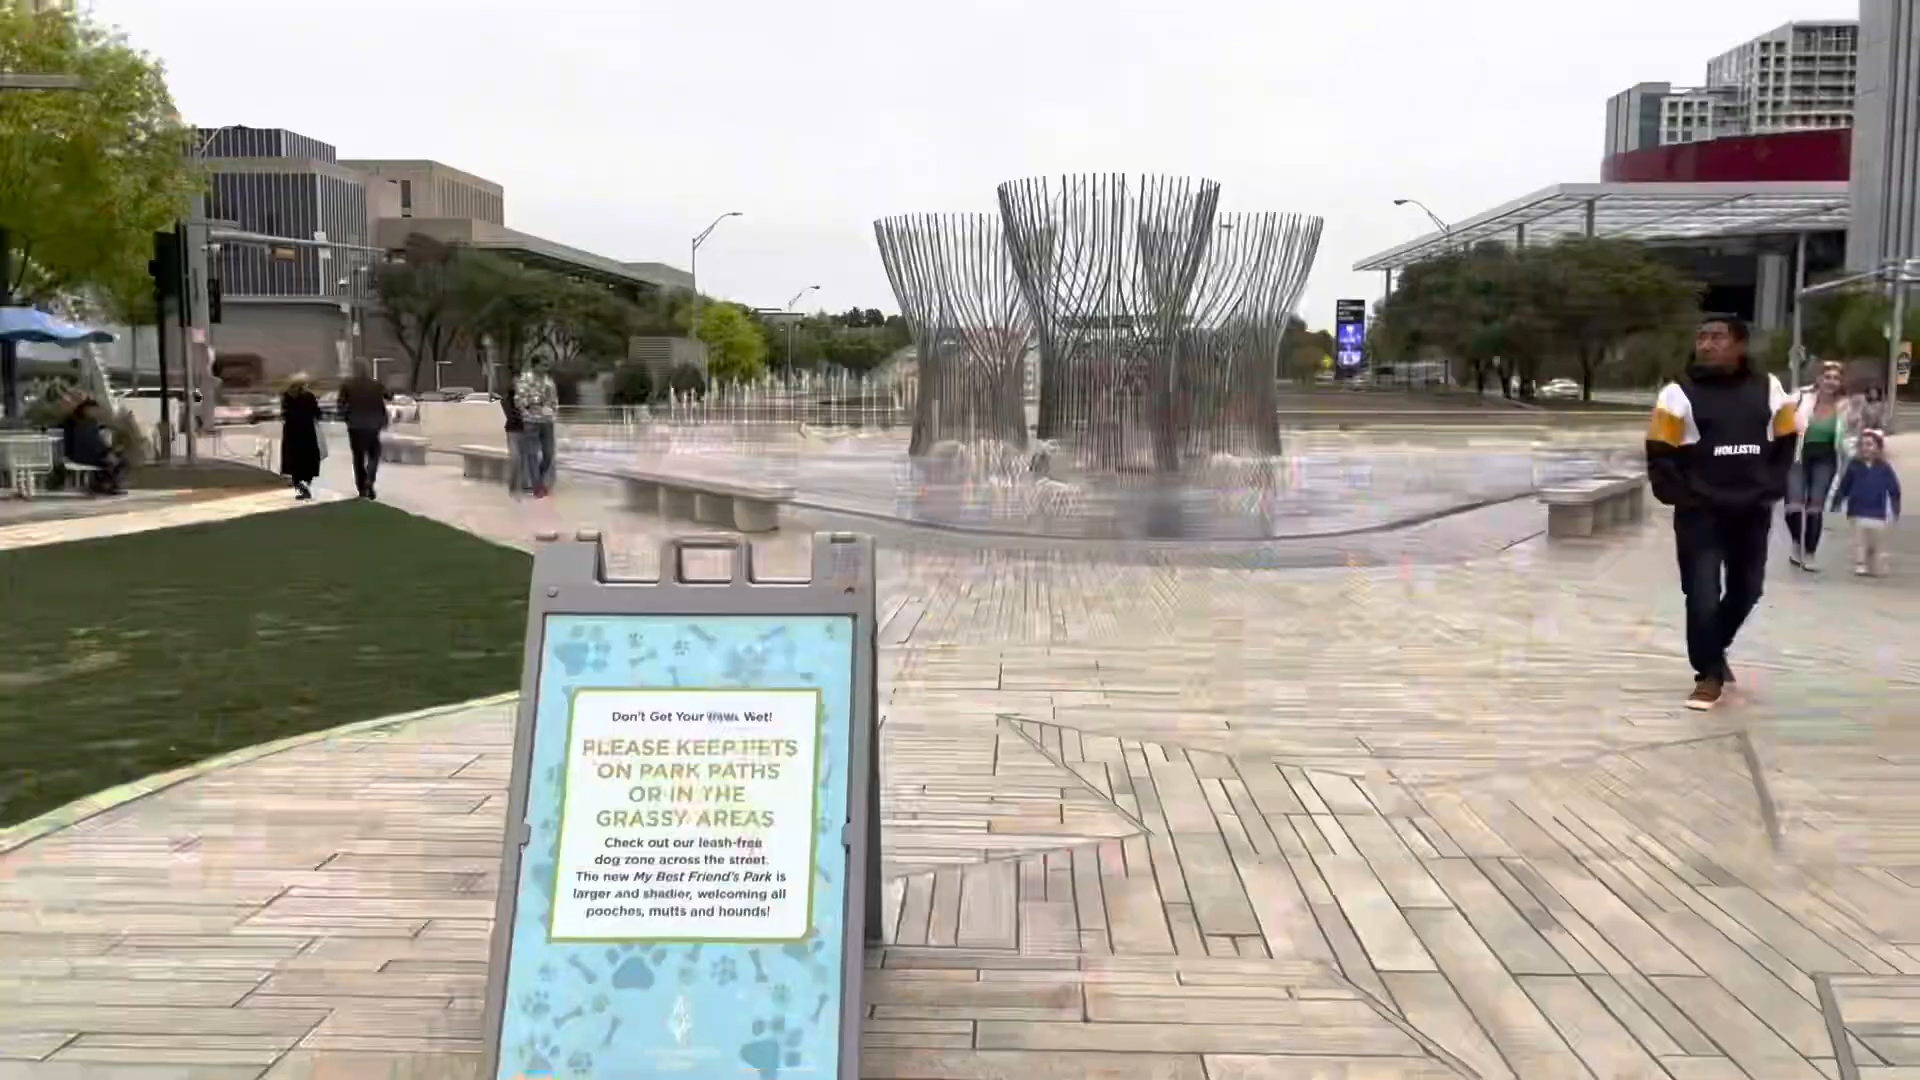 Don't Get Your Wet!
PLEASE KEEP PETS
ON PARK PATHS
OR IN THE
GRASSY AREAS
Check out our leash-free
dog zone across the street.
The new My Best Friend's Park is
larger and shadier, welcoming all
pooches, mutts and hounds!
HOLLISTER